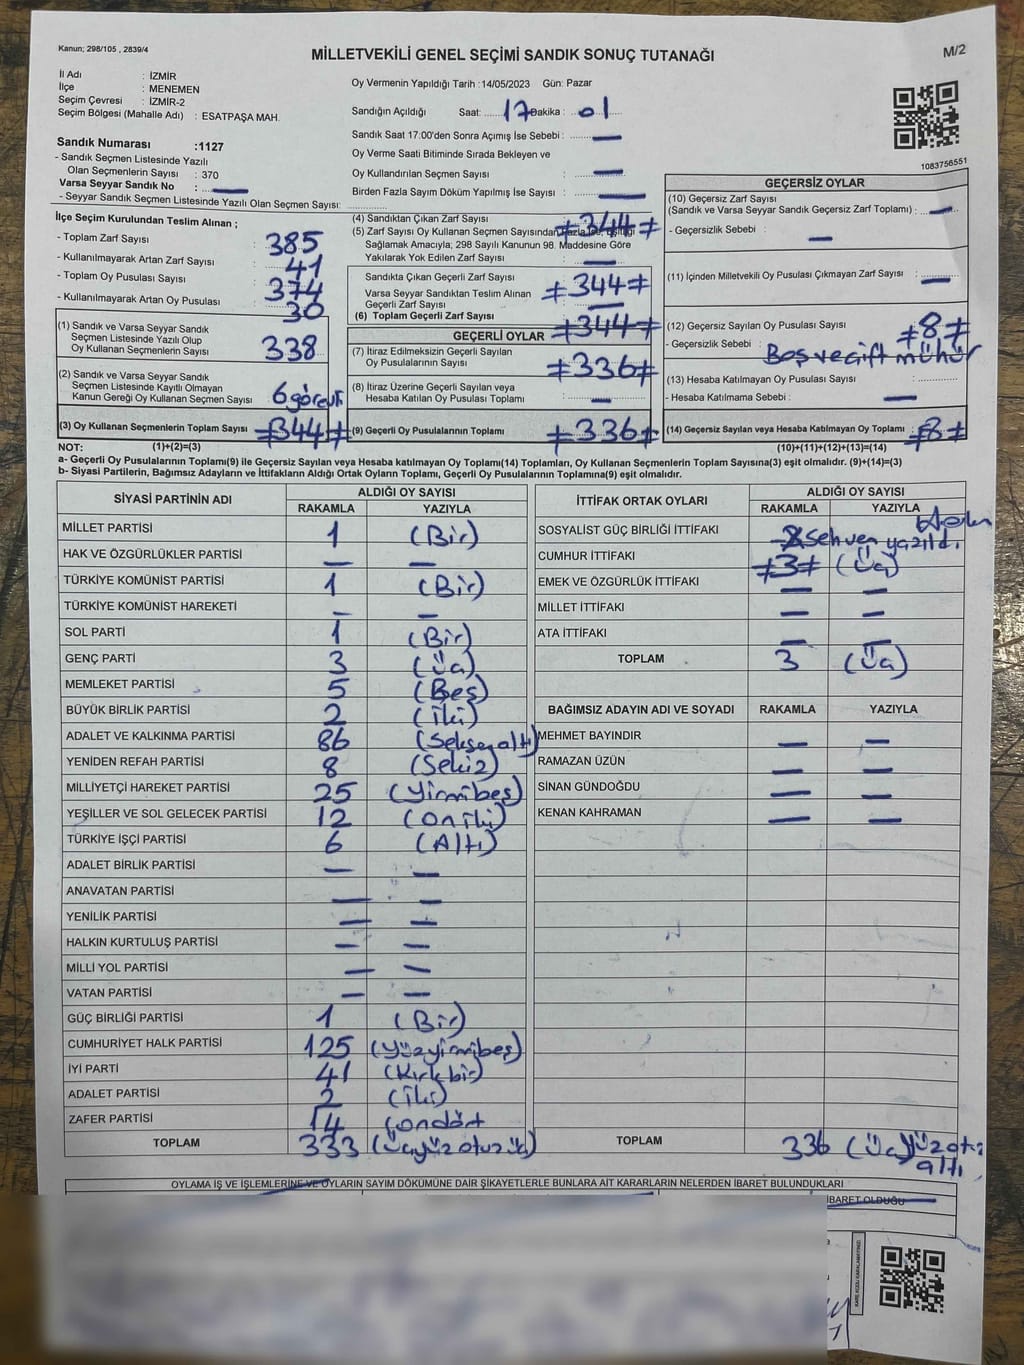 Kanun; 298/105 , 2839/4
MİLLETVEKİLİ GENEL SEÇİMİ SANDIK SONUÇ TUTANAĞI
M/2
İl Adı : İZMİR
İlçe : MENEMEN
Seçim Çevresi : İZMİR-2
Seçim Bölgesi (Mahalle Adı) : ESATPAŞA MAH.
Sandık Numarası :1127
- Sandık Seçmen Listesinde Yazılı
Olan Seçmenlerin Sayısı : 370
Varsa Seyyar Sandık No : —
- Seyyar Sandık Seçmen Listesinde Yazılı Olan Seçmen Sayısı:
Oy Vermenin Yapıldığı Tarih :14/05/2023 Gün: Pazar
Sandığın Açıldığı Saat: 17 Dakika : 01
Sandık Saat 17:00'den Sonra Açımış İse Sebebi : —
Oy Verme Saati Bitiminde Sırada Bekleyen ve
Oy Kullandırılan Seçmen Sayısı : —
Birden Fazla Sayım Döküm Yapılmış İse Sayısı : —
1083756551
İlçe Seçim Kurulundan Teslim Alınan ;
- Toplam Zarf Sayısı : 385
- Kullanılmayarak Artan Zarf Sayısı : 41
- Toplam Oy Pusulası Sayısı : 374
- Kullanılmayarak Artan Oy Pusulası : 30
(1) Sandık ve Varsa Seyyar Sandık
Seçmen Listesinde Yazılı Olup
Oy Kullanan Seçmenlerin Sayısı : 338
(2) Sandık ve Varsa Seyyar Sandık
Seçmen Listesinde Kayıtlı Olmayan
Kanun Gereği Oy Kullanan Seçmen Sayısı : 6 görevli
(3) Oy Kullanan Seçmenlerin Toplam Sayısı : ≠344≠
(4) Sandıktan Çıkan Zarf Sayısı : ≠344≠
(5) Zarf Sayısı Oy Kullanan Seçmen Sayısından Fazla İse, Eşitliği
Sağlamak Amacıyla; 298 Sayılı Kanunun 98. Maddesine Göre
Yakılarak Yok Edilen Zarf Sayısı : —
Sandıkta Çıkan Geçerli Zarf Sayısı : ≠344≠
Varsa Seyyar Sandıktan Teslim Alınan
Geçerli Zarf Sayısı : —
(6) Toplam Geçerli Zarf Sayısı : ≠344≠
GEÇERLİ OYLAR
(7) İtiraz Edilmeksizin Geçerli Sayılan
Oy Pusulalarının Sayısı : ≠336≠
(8) İtiraz Üzerine Geçerli Sayılan veya
Hesaba Katılan Oy Pusulası Toplamı : —
(9) Geçerli Oy Pusulalarının Toplamı : ≠336≠
GEÇERSİZ OYLAR
(10) Geçersiz Zarf Sayısı
(Sandık ve Varsa Seyyar Sandık Geçersiz Zarf Toplamı) : —
- Geçersizlik Sebebi : —
(11) İçinden Milletvekili Oy Pusulası Çıkmayan Zarf Sayısı : —
(12) Geçersiz Sayılan Oy Pusulası Sayısı : ≠8≠
- Geçersizlik Sebebi : Boş ve çift mühür
(13) Hesaba Katılmayan Oy Pusulası Sayısı :
- Hesaba Katılmama Sebebi : —
(14) Geçersiz Sayılan veya Hesaba Katılmayan Oy Toplamı : ≠8≠
NOT: (1)+(2)=(3) (10)+(11)+(12)+(13)=(14)
a- Geçerli Oy Pusulalarının Toplamı(9) ile Geçersiz Sayılan veya Hesaba katılmayan Oy Toplamı(14) Toplamları, Oy Kullanan Seçmenlerin Toplam Sayısına(3) eşit olmalıdır. (9)+(14)=(3)
b- Siyasi Partilerin, Bağımsız Adayların ve İttifakların Aldığı Ortak Oyların Toplamı, Geçerli Oy Pusulalarının Toplamına(9) eşit olmalıdır.
SİYASİ PARTİNİN ADI ALDIĞI OY SAYISI
RAKAMLA YAZIYLA
MİLLET PARTİSİ 1 (Bir)
HAK VE ÖZGÜRLÜKLER PARTİSİ — —
TÜRKİYE KOMÜNİST PARTİSİ 1 (Bir)
TÜRKİYE KOMÜNİST HAREKETİ — —
SOL PARTİ 1 (Bir)
GENÇ PARTİ 3 (Üç)
MEMLEKET PARTİSİ 5 (Beş)
BÜYÜK BİRLİK PARTİSİ 2 (İki)
ADALET VE KALKINMA PARTİSİ 86 (Seksenaltı)
YENİDEN REFAH PARTİSİ 8 (Sekiz)
MİLLİYETÇİ HAREKET PARTİSİ 25 (Yirmibeş)
YEŞİLLER VE SOL GELECEK PARTİSİ 12 (Oniki)
TÜRKİYE İŞÇİ PARTİSİ 6 (Altı)
ADALET BİRLİK PARTİSİ — —
ANAVATAN PARTİSİ — —
YENİLİK PARTİSİ — —
HALKIN KURTULUŞ PARTİSİ — —
MİLLİ YOL PARTİSİ — —
VATAN PARTİSİ — —
GÜÇ BİRLİĞİ PARTİSİ 1 (Bir)
CUMHURİYET HALK PARTİSİ 125 (Yüzyirmibeş)
İYİ PARTİ 41 (Kırkbir)
ADALET PARTİSİ 2 (İki)
ZAFER PARTİSİ 14 (ondört
TOPLAM 333 (Üçyüzotuzüç)
İTTİFAK ORTAK OYLARI ALDIĞI OY SAYISI
RAKAMLA YAZIYLA
SOSYALİST GÜÇ BİRLİĞİ İTTİFAKI sehven yazıldı.
CUMHUR İTTİFAKI ≠3≠ (Üç)
EMEK VE ÖZGÜRLÜK İTTİFAKI — —
MİLLET İTTİFAKI — —
ATA İTTİFAKI — —
TOPLAM 3 (Üç)
BAĞIMSIZ ADAYIN ADI VE SOYADI RAKAMLA YAZIYLA
MEHMET BAYINDIR — —
RAMAZAN ÜZÜN — —
SİNAN GÜNDOĞDU — —
KENAN KAHRAMAN — —
TOPLAM 336 (Üçyüzotuz
altı
OYLAMA İŞ VE İŞLEMLERİNE VE OYLARIN SAYIM DÖKÜMÜNE DAİR ŞİKAYETLERLE BUNLARA AİT KARARLARIN NELERDEN İBARET BULUNDUKLARI
İBARET OLDUĞU